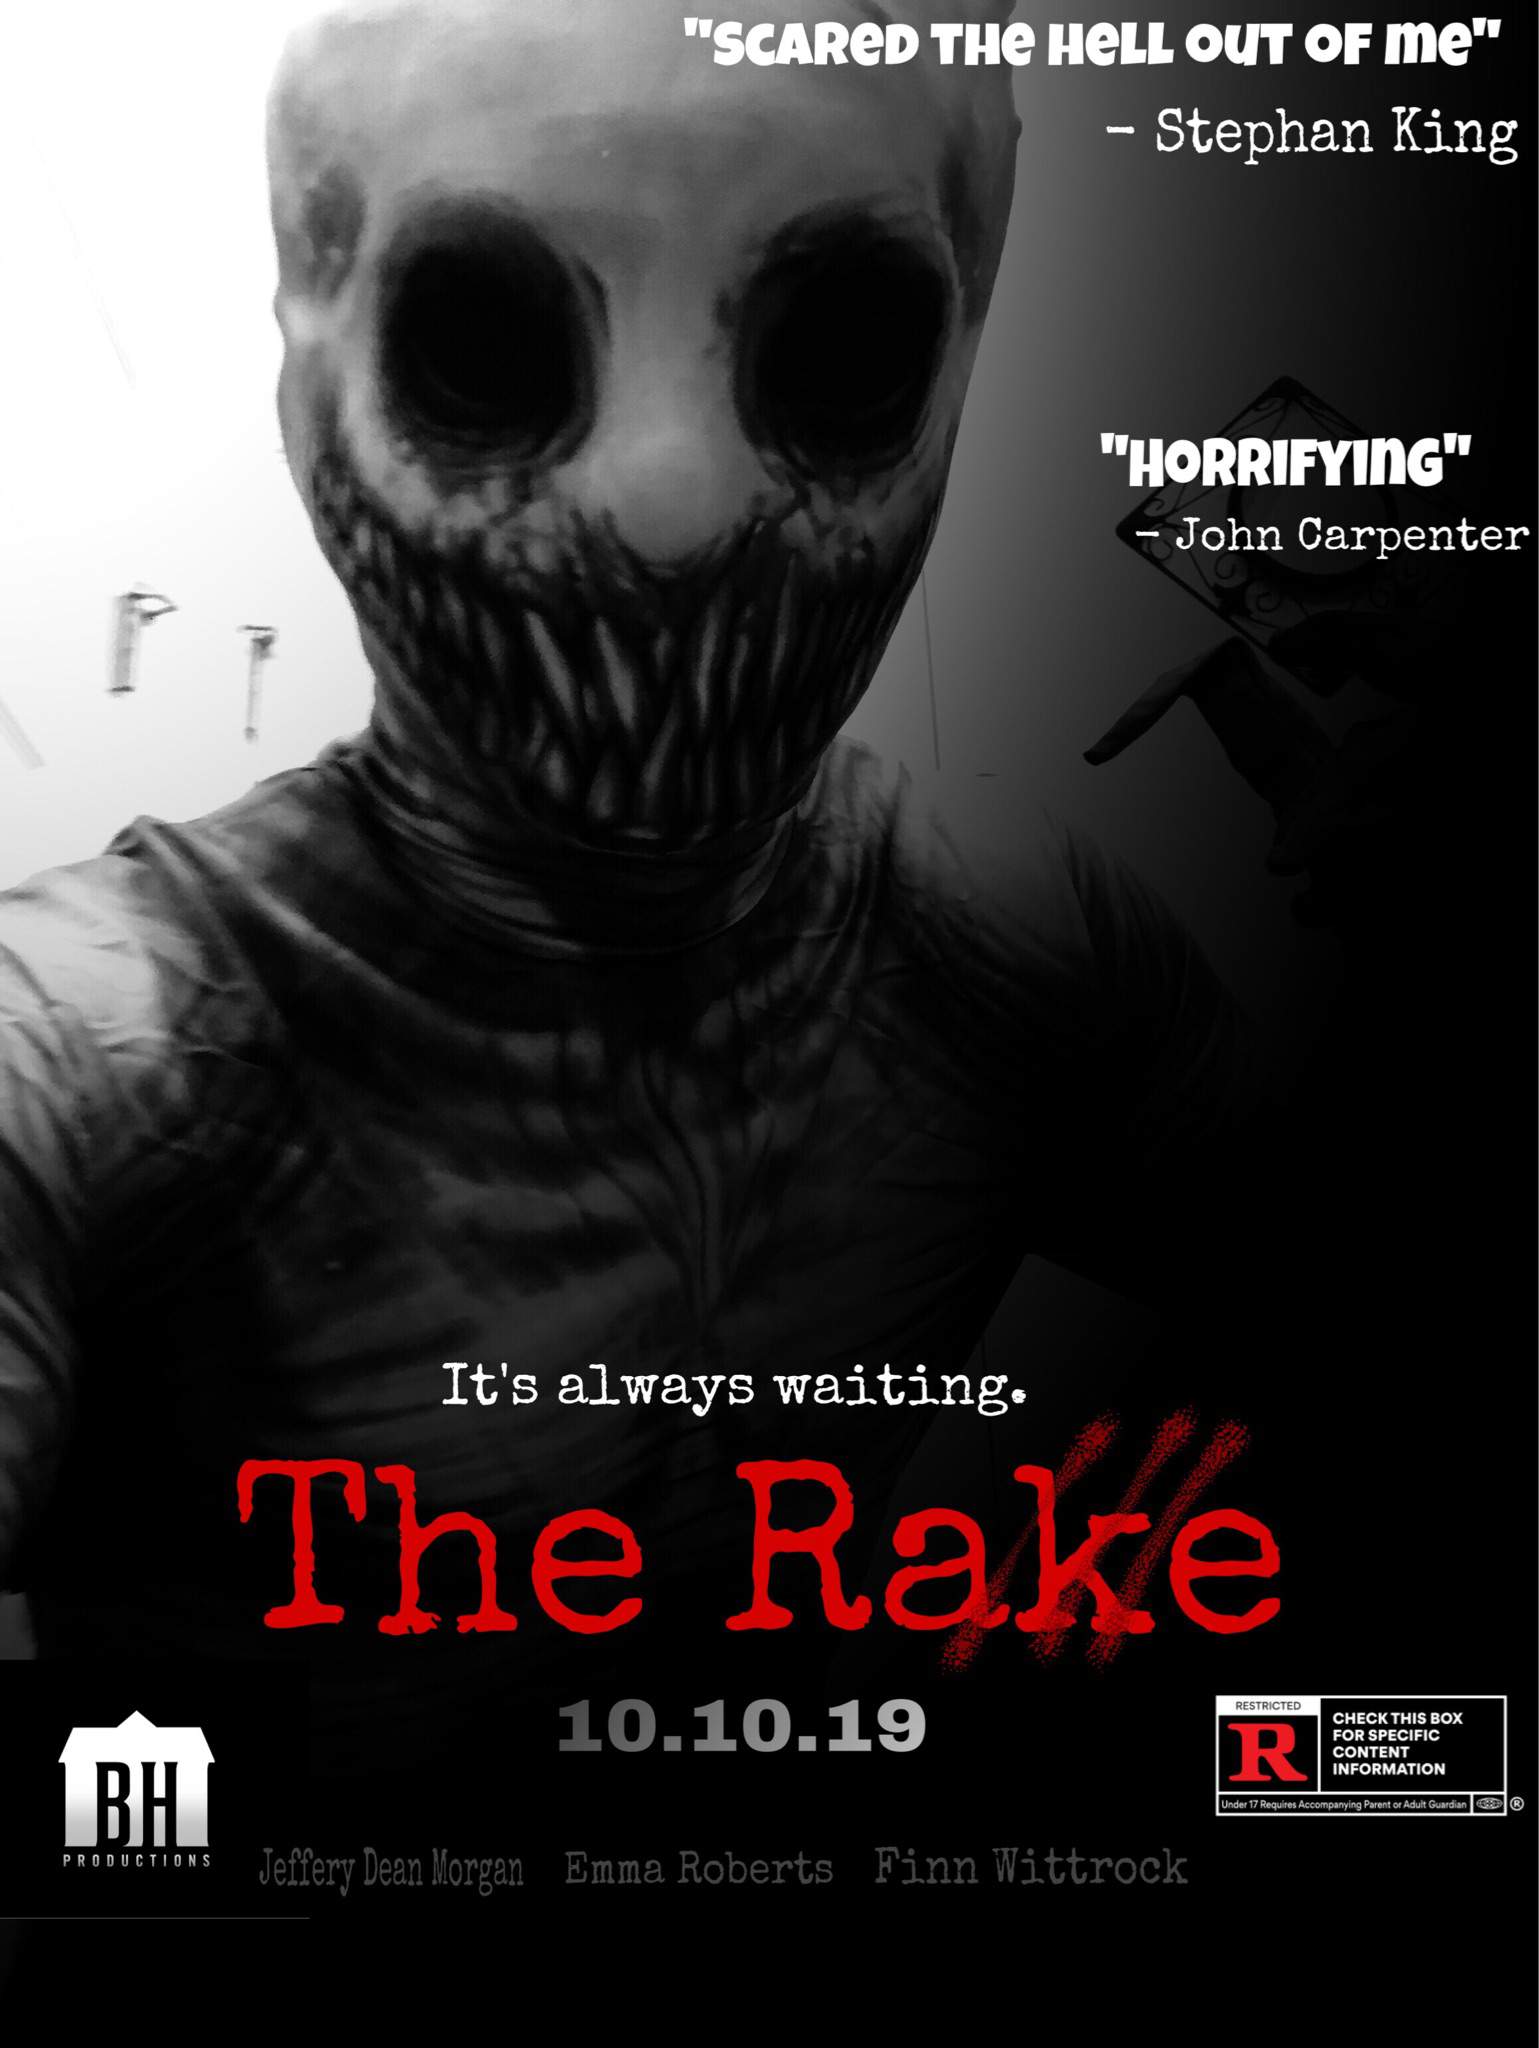 "SCARED THE HELL OUT OF ME"
- Stephan King
"HORRIFYING"
- John Carpenter
It's always waiting.
The Rake
10.10.19
BH
PRODUCTIONS
RESTRICTED
R
CHECK THIS BOX
FOR SPECIFIC
CONTENT
INFORMATION
Under 17 Requires Accompanying Parent or Adult Guardian
®
Jeffery Dean Morgan Emma Roberts Finn Wittrock